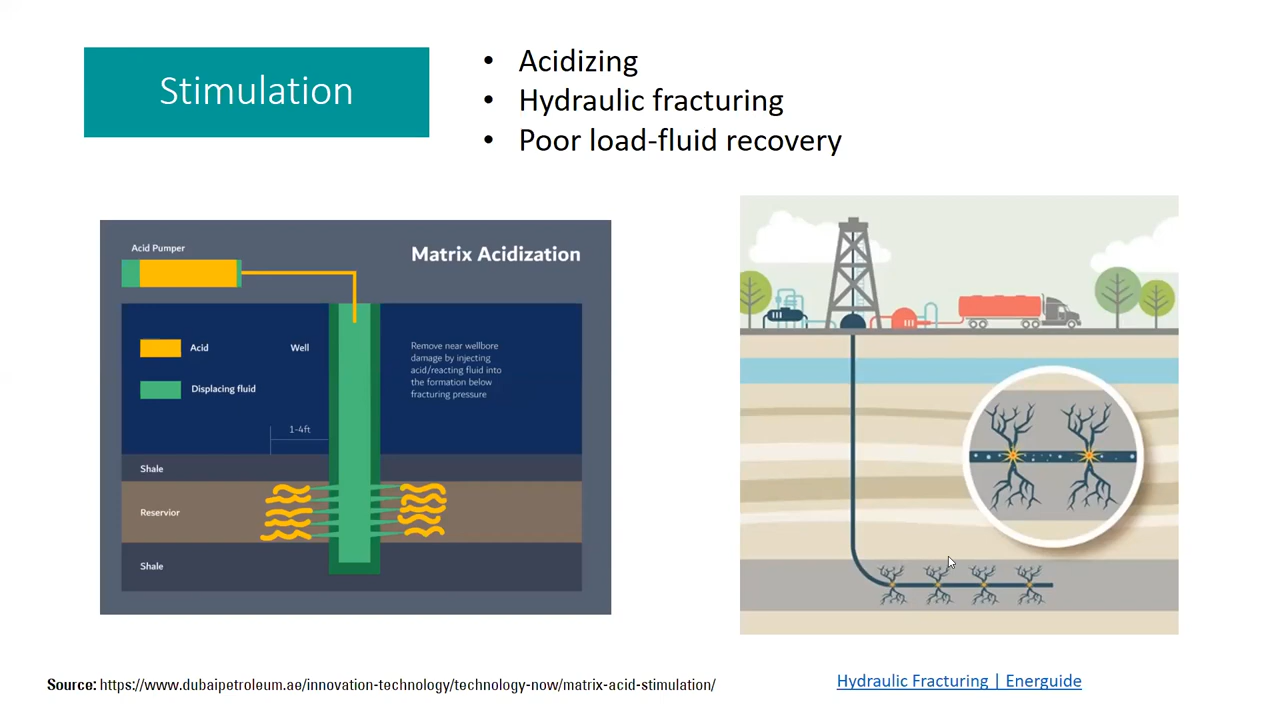 Stimulation
• Acidizing
• Hydraulic fracturing
• Poor load-fluid recovery
Acid Pumper
Matrix Acidization
Acid
Well
Displacing fluid
Remove near wellbore
damage by injecting
acid/reacting fluid into
the formation below
fracturing pressure
1-4ft
Shale
Reservior
Shale
Source: https://www.dubaipetroleum.ae/innovation-technology/technology-now/matrix-acid-stimulation/
Hydraulic Fracturing | Energuide